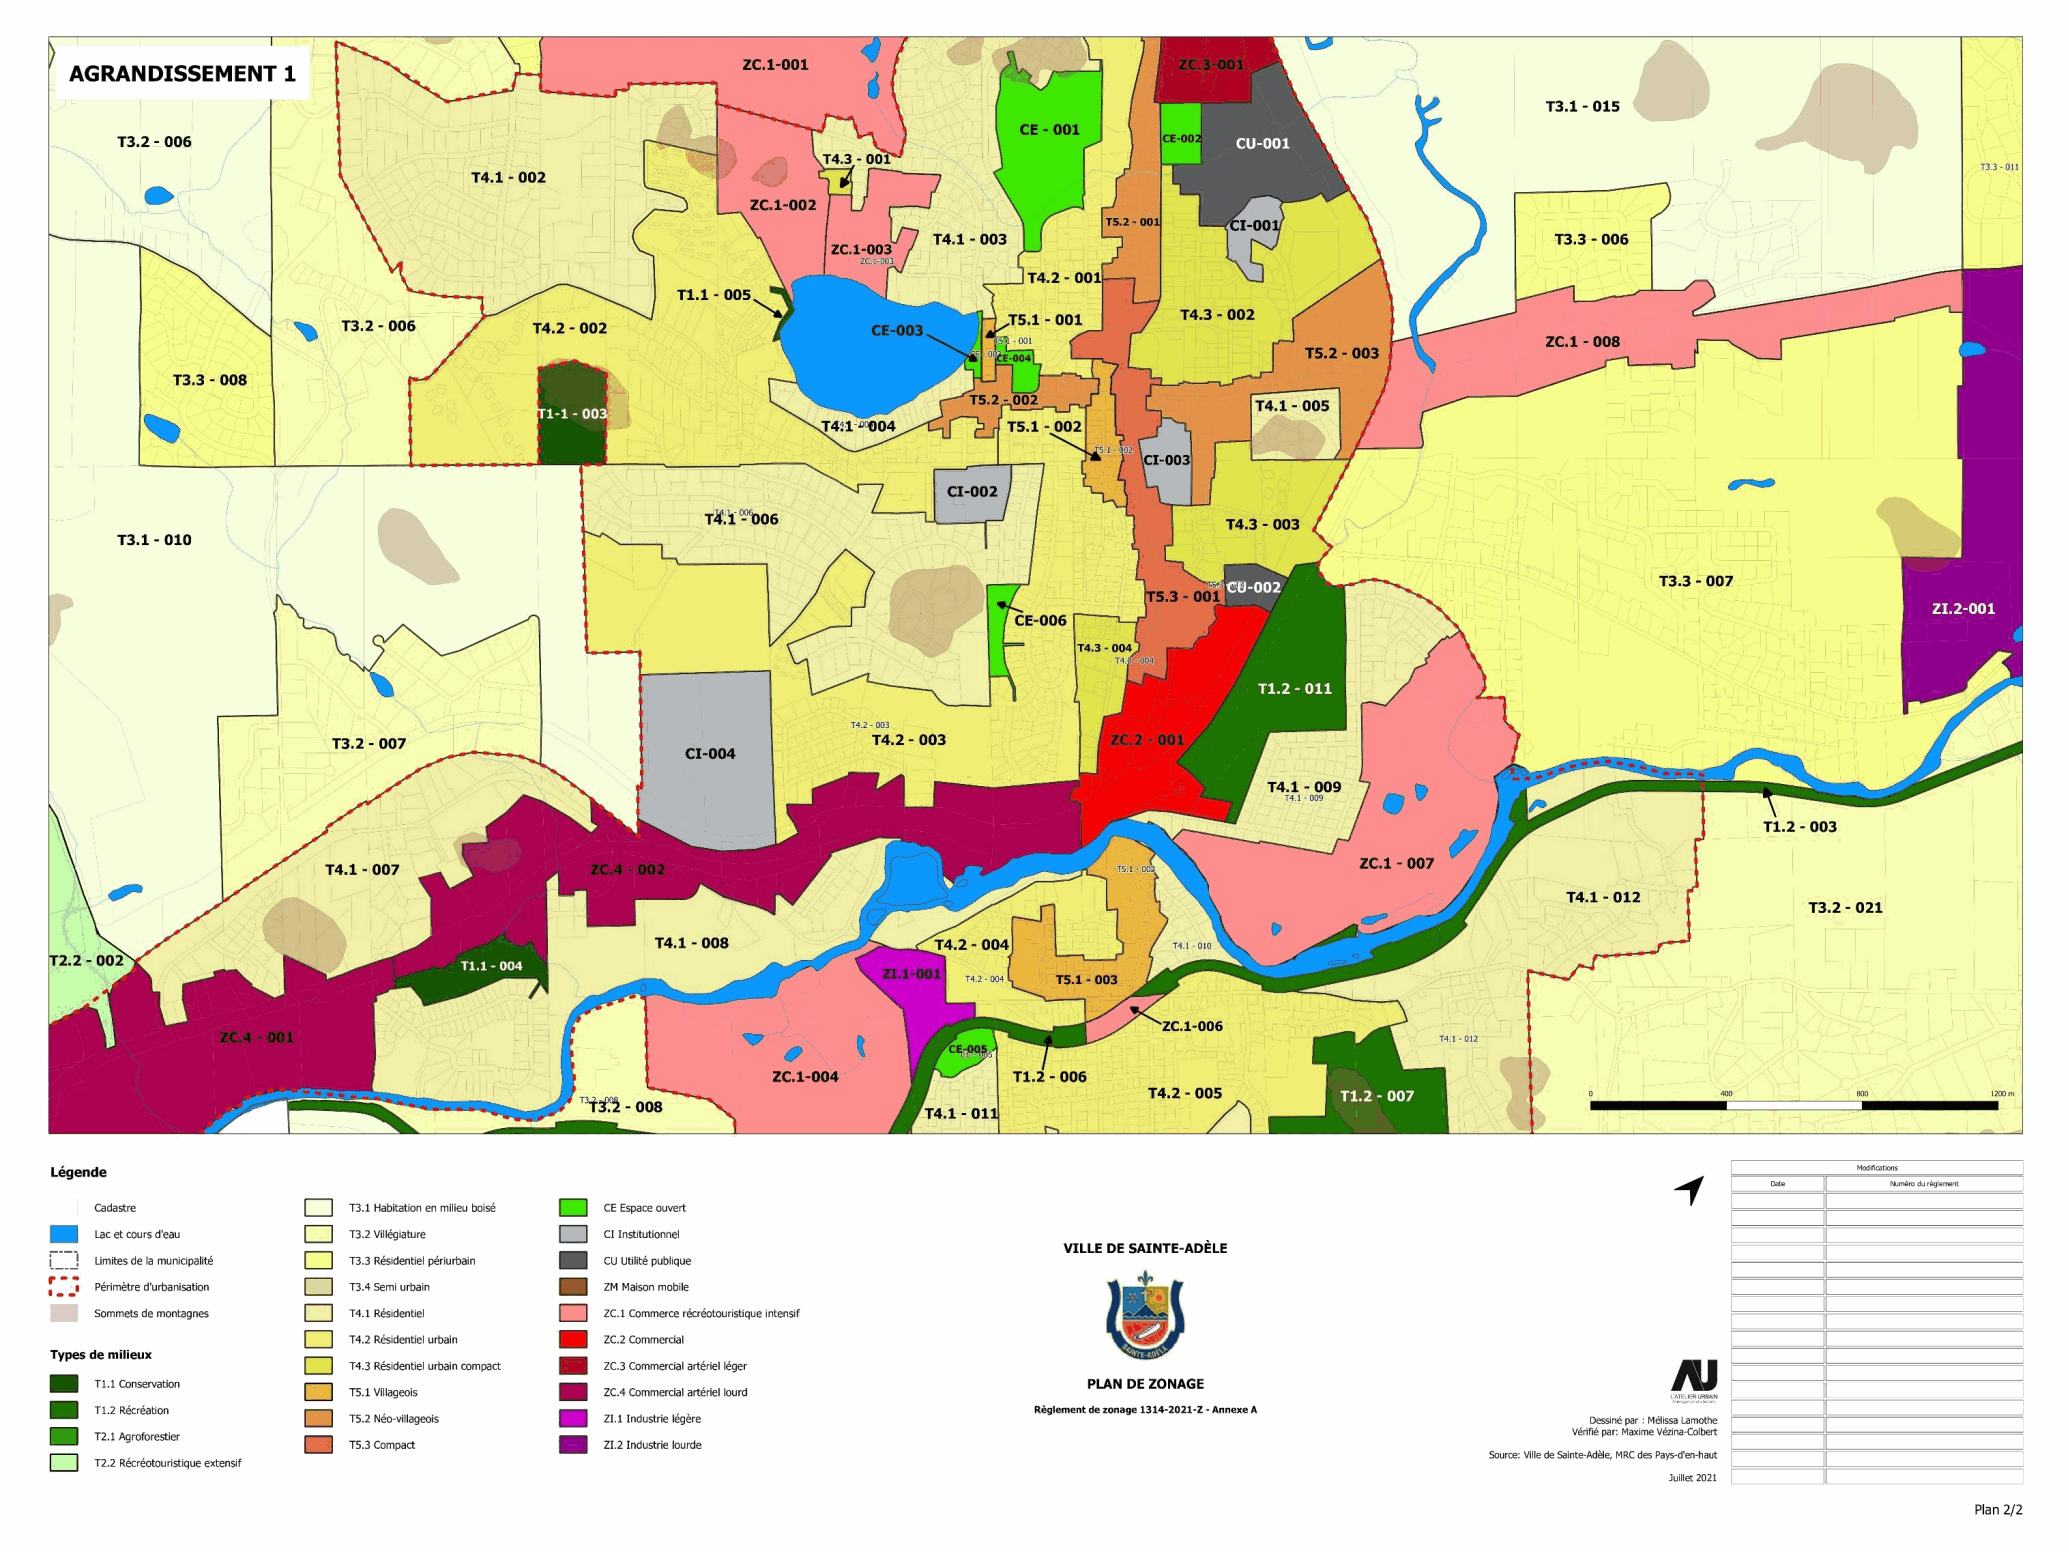 AGRANDISSEMENT 1
ZC.1-001
ZC.3-001
T3.1 - 015
T3.2 - 006
CE - 001
CE-002
CU-001
T4.3 - 001
T3.3 - 011
T4.1 - 002
ZC.1-002
T5.2 - 001
CI-001
T4.1 - 003
T3.3 - 006
ZC.1-003
ZC.1-003
T4.2 - 001
T1.1 - 005
T4.3 - 002
T3.2 - 006
T4.2 - 002
CE-003
T5.1 - 001
T5.1 - 001
ZC.1 - 008
T5.2 - 003
CE-004
T3.3 - 008
T5.2 - 002
T4.1 - 005
T1-1 - 003
T4.1 - 004
T5.1 - 002
T5.1 - 002
CI-003
CI-002
T4.1 - 006
T4.1 - 006
T4.3 - 003
T3.1 - 010
T3.3 - 007
CU-002
T5.3 - 001
ZI.2-001
CE-006
T4.3 - 004
T4.3 - 004
T1.2 - 011
T4.2 - 003
T4.2 - 003
T3.2 - 007
CI-004
ZC.2 - 001
T4.1 - 009
T4.1 - 009
T1.2 - 003
ZC.1 - 007
T4.1 - 007
ZC.4 - 002
T5.1 - 003
T4.1 - 012
T3.2 - 021
T4.1 - 008
T4.2 - 004
T4.1 - 010
T2.2 - 002
T1.1 - 004
ZI.1-001
T4.2 - 004
T5.1 - 003
ZC.1-006
ZC.4 - 001
CE-005
T4.1 - 012
ZC.1-004
T1.2 - 006
T4.2 - 005
T1.2 - 007
T3.2 - 008
T3.2 - 008
T4.1 - 011
0 400 800 1200 m
Légende
Cadastre
Lac et cours d'eau
Limites de la municipalité
Périmètre d'urbanisation
Sommets de montagnes
Types de milieux
T1.1 Conservation
T1.2 Récréation
T2.1 Agroforestier
T2.2 Récréotouristique extensif
T3.1 Habitation en milieu boisé
T3.2 Villégiature
T3.3 Résidentiel périurbain
T3.4 Semi urbain
T4.1 Résidentiel
T4.2 Résidentiel urbain
T4.3 Résidentiel urbain compact
T5.1 Villageois
T5.2 Néo-villageois
T5.3 Compact
CE Espace ouvert
CI Institutionnel
CU Utilité publique
ZM Maison mobile
ZC.1 Commerce récréotouristique intensif
ZC.2 Commercial
ZC.3 Commercial artériel léger
ZC.4 Commercial artériel lourd
ZI.1 Industrie légère
ZI.2 Industrie lourde
VILLE DE SAINTE-ADÈLE
SAINTE-ADÈLE
PLAN DE ZONAGE
Règlement de zonage 1314-2021-Z - Annexe A
Modifications
Date Numéro du règlement
AU
L'ATELIER URBAIN
Dessiné par : Mélissa Lamothe
Vérifié par: Maxime Vézina-Colbert
Source: Ville de Sainte-Adèle, MRC des Pays-d'en-haut
Juillet 2021
Plan 2/2